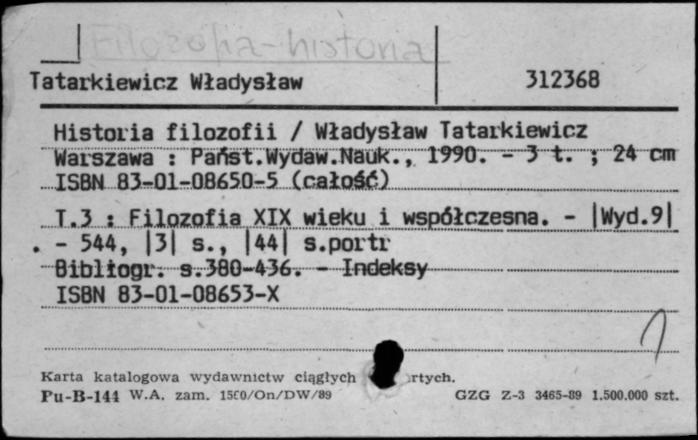 Filozofia-historia
Tatarkiewicz Władysław 312368
Historia filozofii / Władysław Tatarkiewicz
Warszawa : Państ.Wydaw.Nauk., 1990. - 3 t. ; 24 cm
ISBN 83-01-08650-5 (całość)
T.3 : Filozofia XIX wieku i współczesna. - |Wyd.9|
. - 544, |3| s., |44| s.portr
Bibliogr. s.380-436. - Indeksy
ISBN 83-01-08653-X
Karta katalogowa wydawnictw ciągłych rtych.
Pu-B-144 W.A. zam. 1500/On/DW/89 GZG Z-3 3465-89 1.500.000 szt.